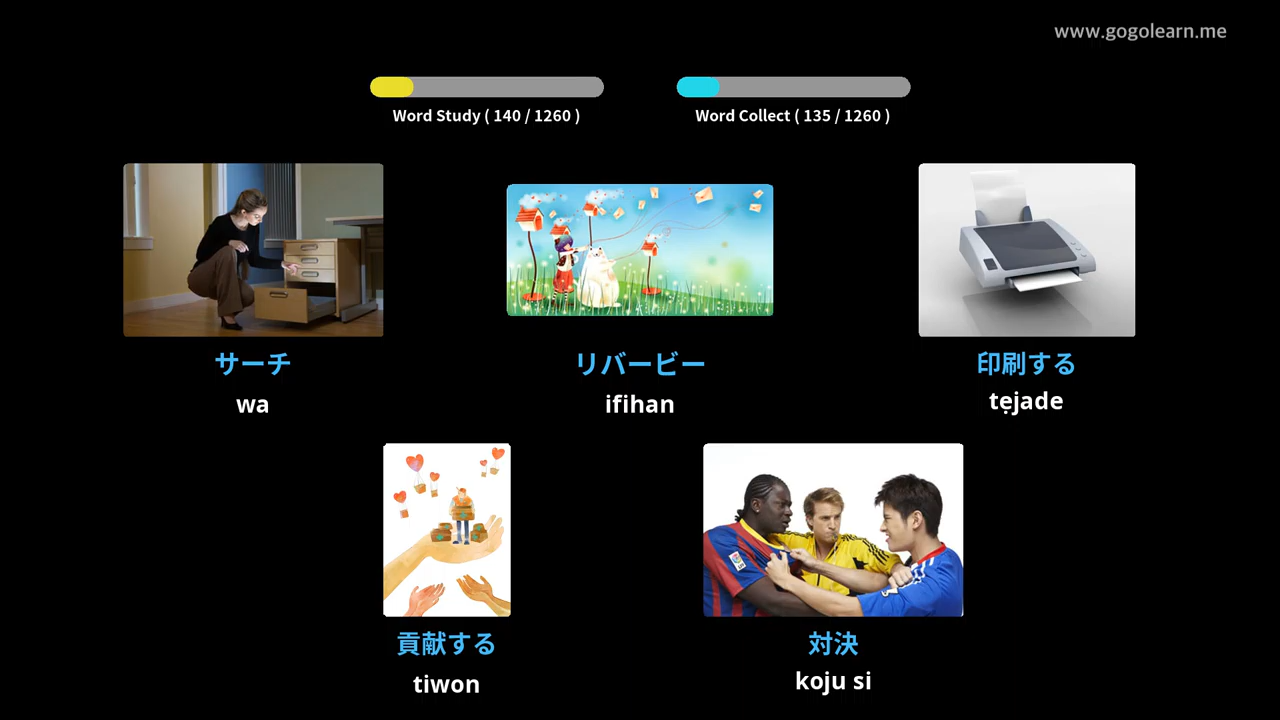 www.gogolearn.me
Word Study ( 140 / 1260 )
Word Collect ( 135 / 1260 )
サーチ
wa
リバービー
ifihan
印刷する
tẹjade
貢献する
tiwon
対決
koju si